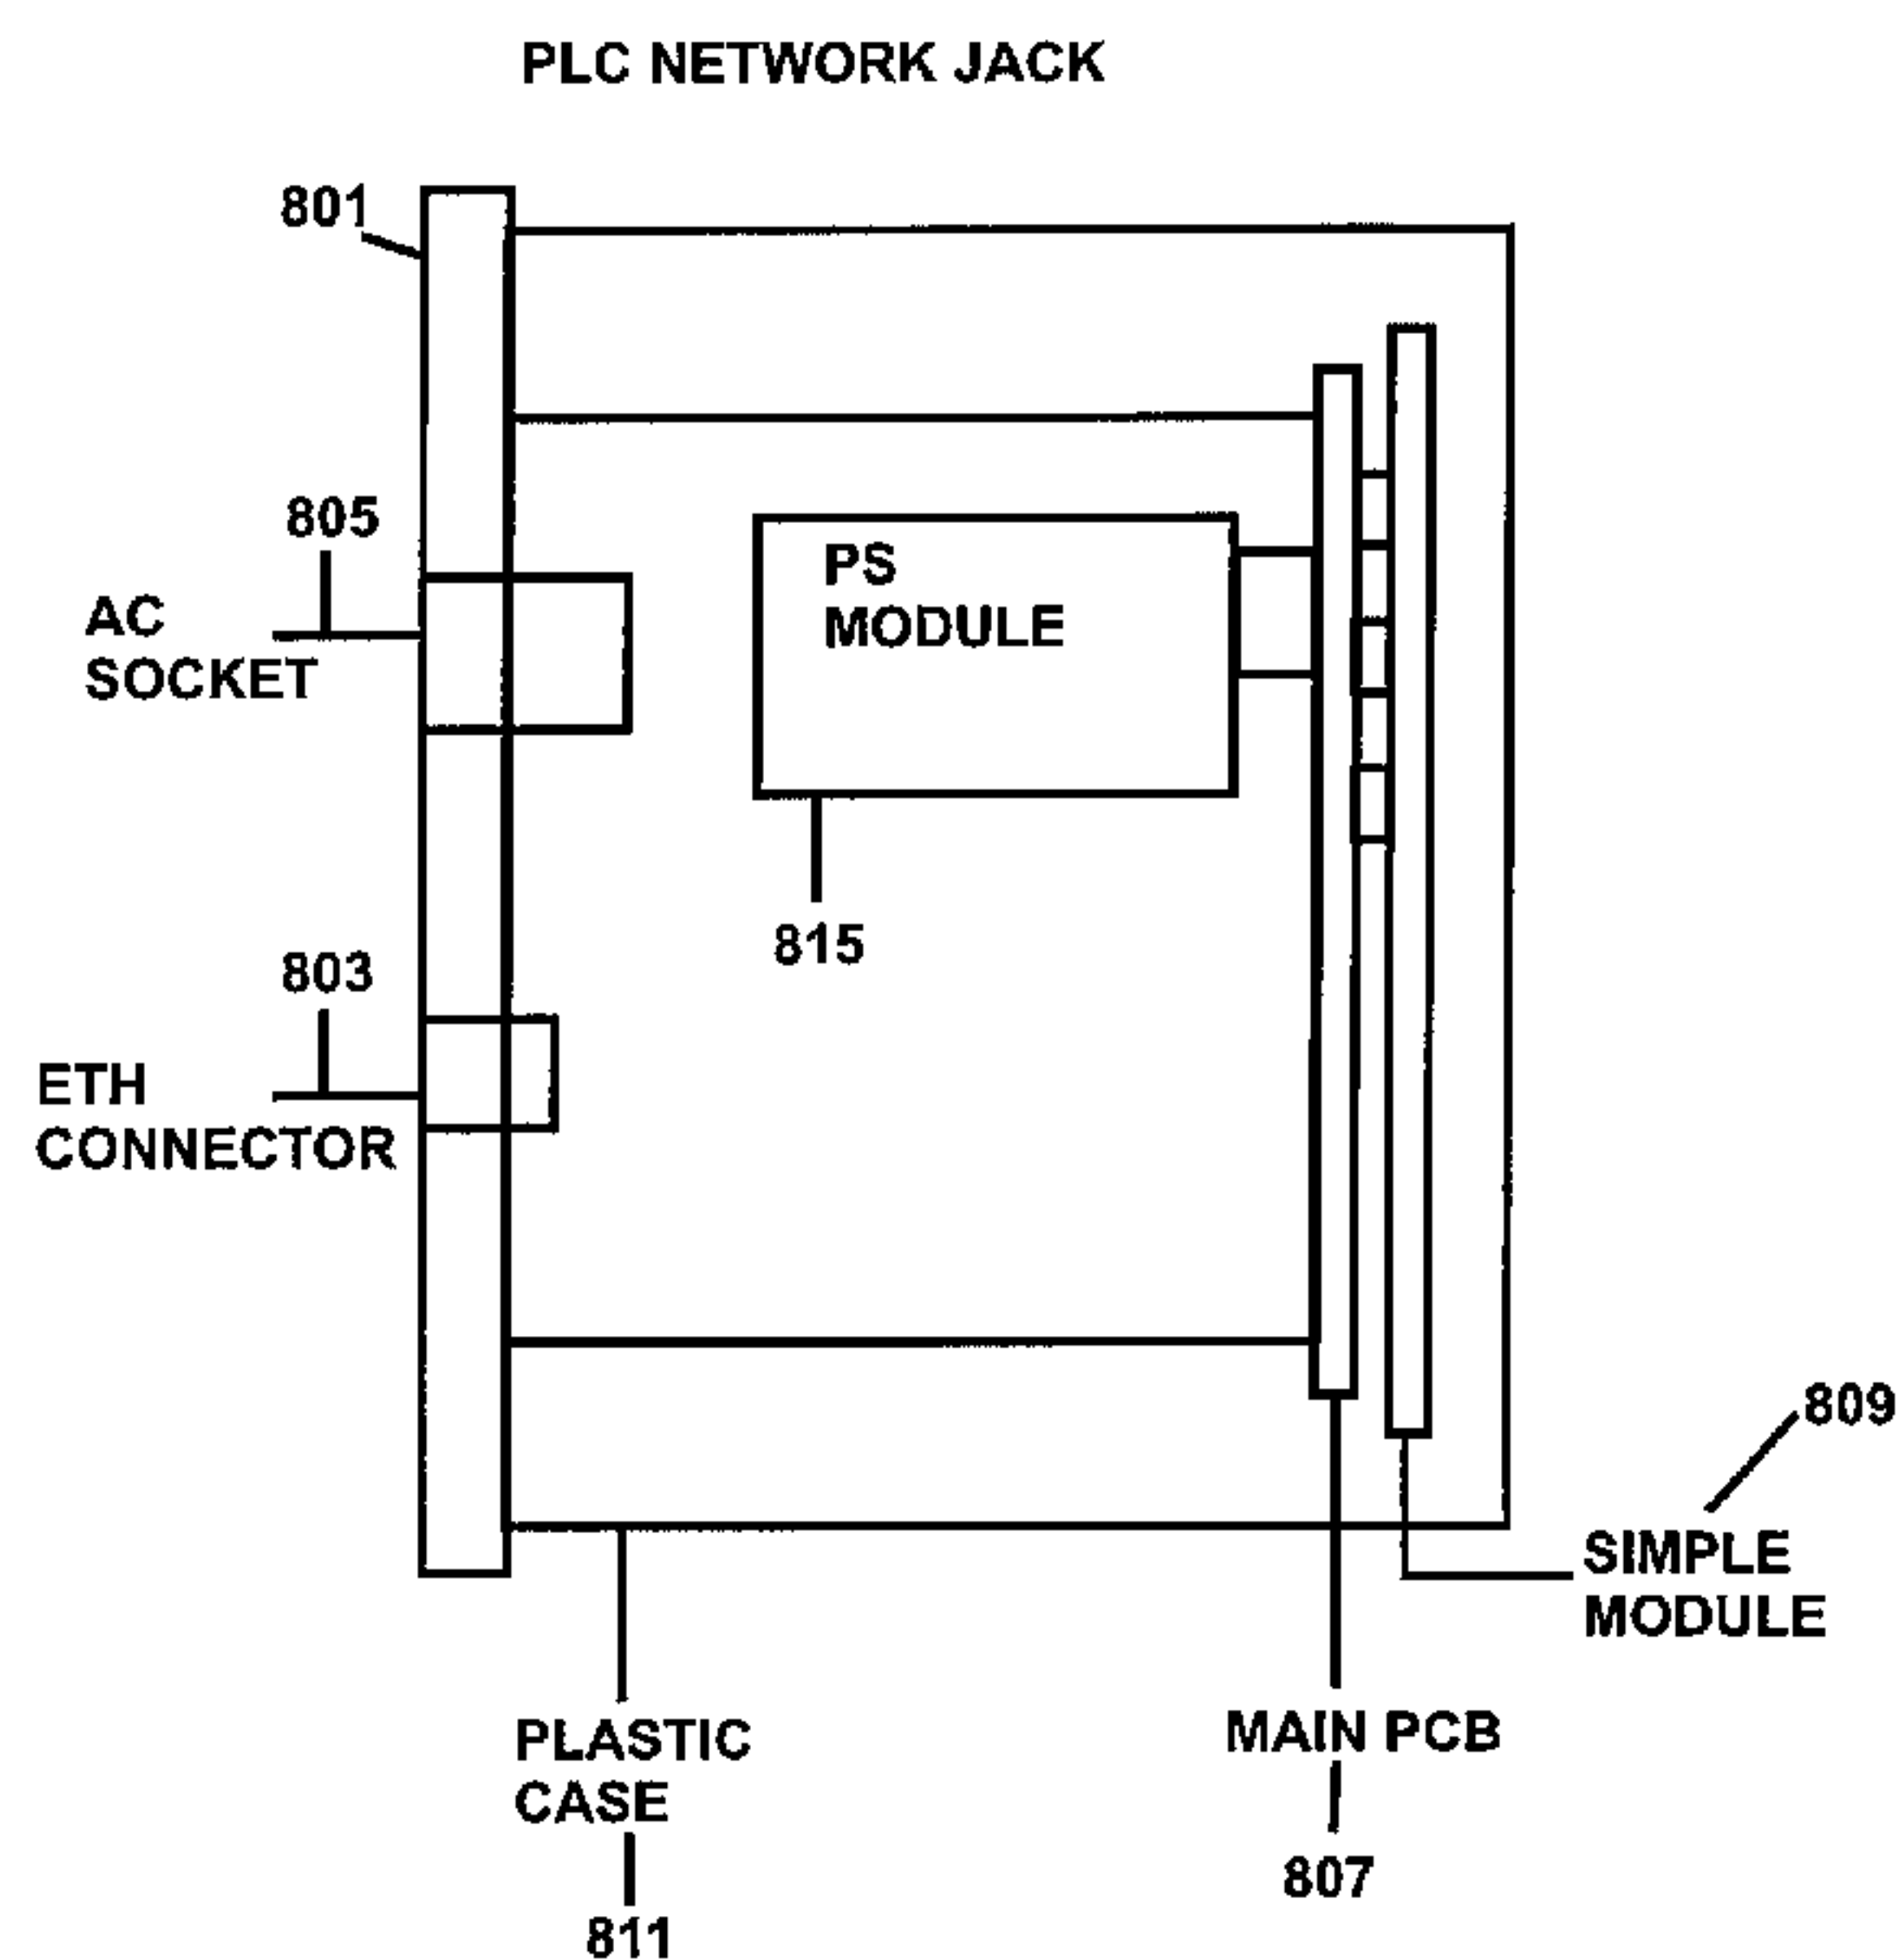 PLC NETWORK JACK
801
805
AC
SOCKET
PS
MODULE
815
803
ETH
CONNECTOR
809
SIMPLE
MODULE
PLASTIC
CASE
811
MAIN PCB
807